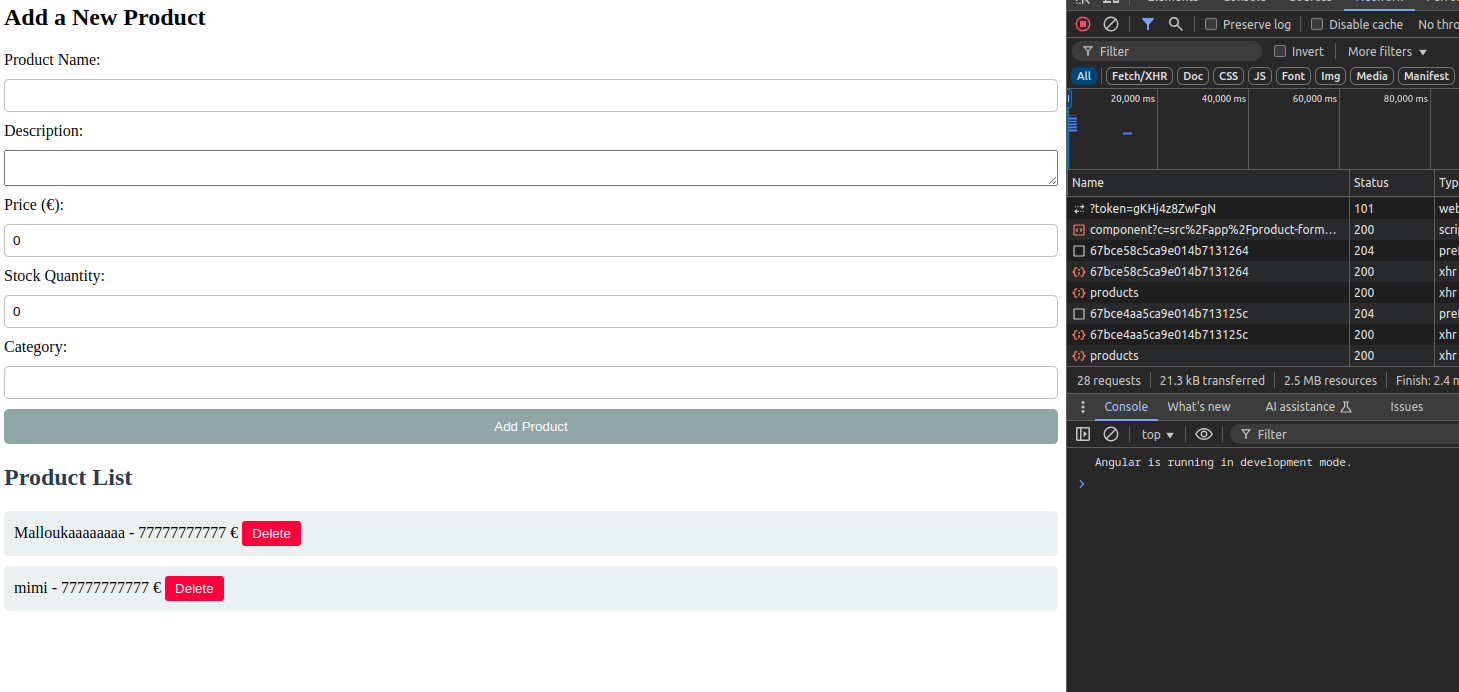 Add a New Product
Product Name:
Description:
Price (€):
0
Stock Quantity:
0
Category:
Add Product
Product List
Malloukaaaaaaaa - 77777777777 € Delete
mimi - 77777777777 € Delete
Preserve log Disable cache No thro
Filter Invert More filters
All Fetch/XHR Doc CSS JS Font Img Media Manifest
20,000 ms 40,000 ms 60,000 ms 80,000 ms
Name Status Typ
?token=gKHj4z8ZwFgN 101 web
component?c=src%2Fapp%2Fproduct-form... 200 scri
67bce58c5ca9e014b7131264 204 pre
67bce58c5ca9e014b7131264 200 xhr
products 200 xhr
67bce4aa5ca9e014b713125c 204 pre
67bce4aa5ca9e014b713125c 200 xhr
products 200 xhr
28 requests 21.3 kB transferred 2.5 MB resources Finish: 2.4 m
Console What's new AI assistance Issues
top Filter
Angular is running in development mode.